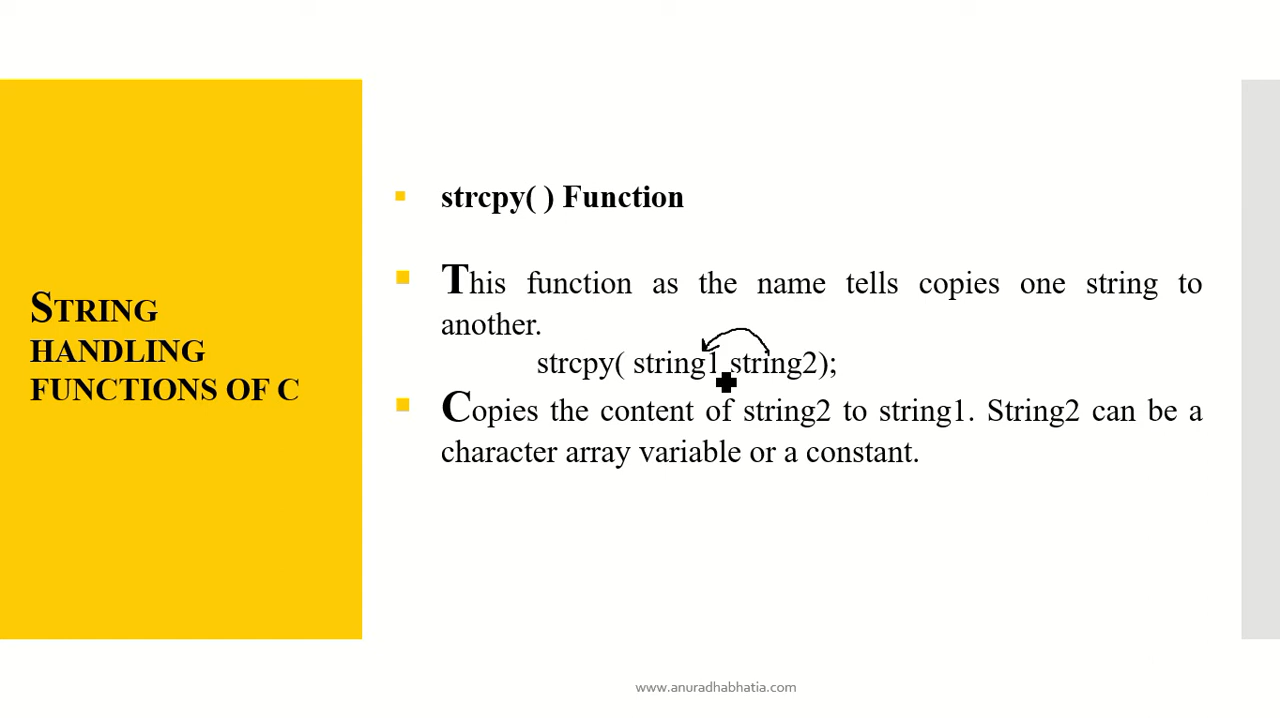 STRING
HANDLING
FUNCTIONS OF C
strcpy( ) Function
This function as the name tells copies one string to
another.
strcpy( string1 string2);
Copies the content of string2 to string1. String2 can be a
character array variable or a constant.
www.anuradhabhatia.com